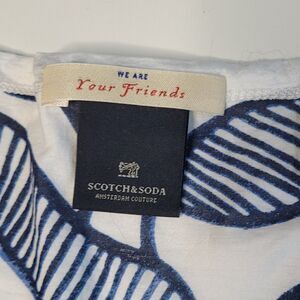 WE ARE
Your Friends
SCOTCH & SODA
AMSTERDAM COUTURE